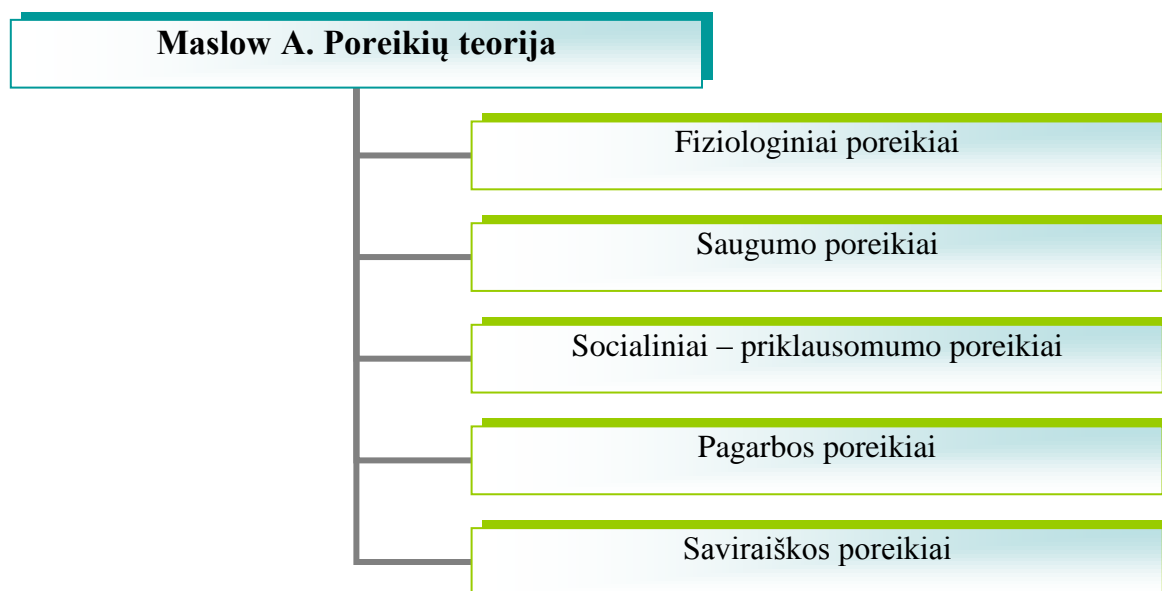 Maslow A. Poreikių teorija
Fiziologiniai poreikiai
Saugumo poreikiai
Socialiniai – priklausomumo poreikiai
Pagarbos poreikiai
Saviraiškos poreikiai